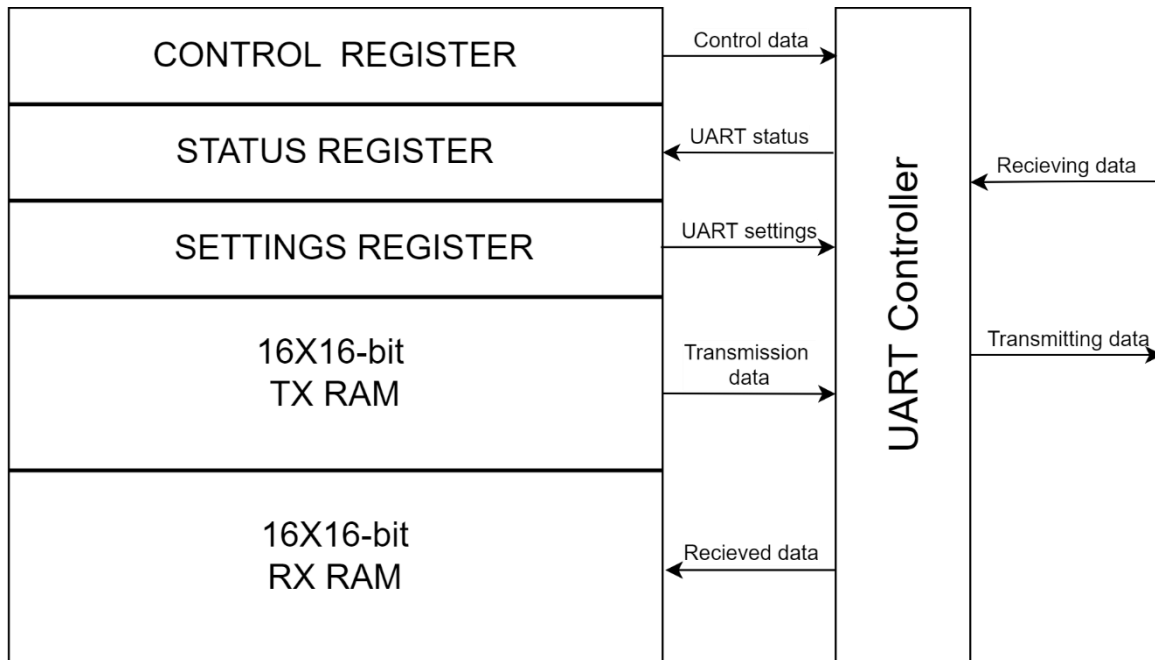 CONTROL REGISTER
Control data
STATUS REGISTER
UART status
SETTINGS REGISTER
UART settings
16X16-bit
TX RAM
Transmission
data
16X16-bit
RX RAM
Recieved data
UART Controller
Recieving data
Transmitting data